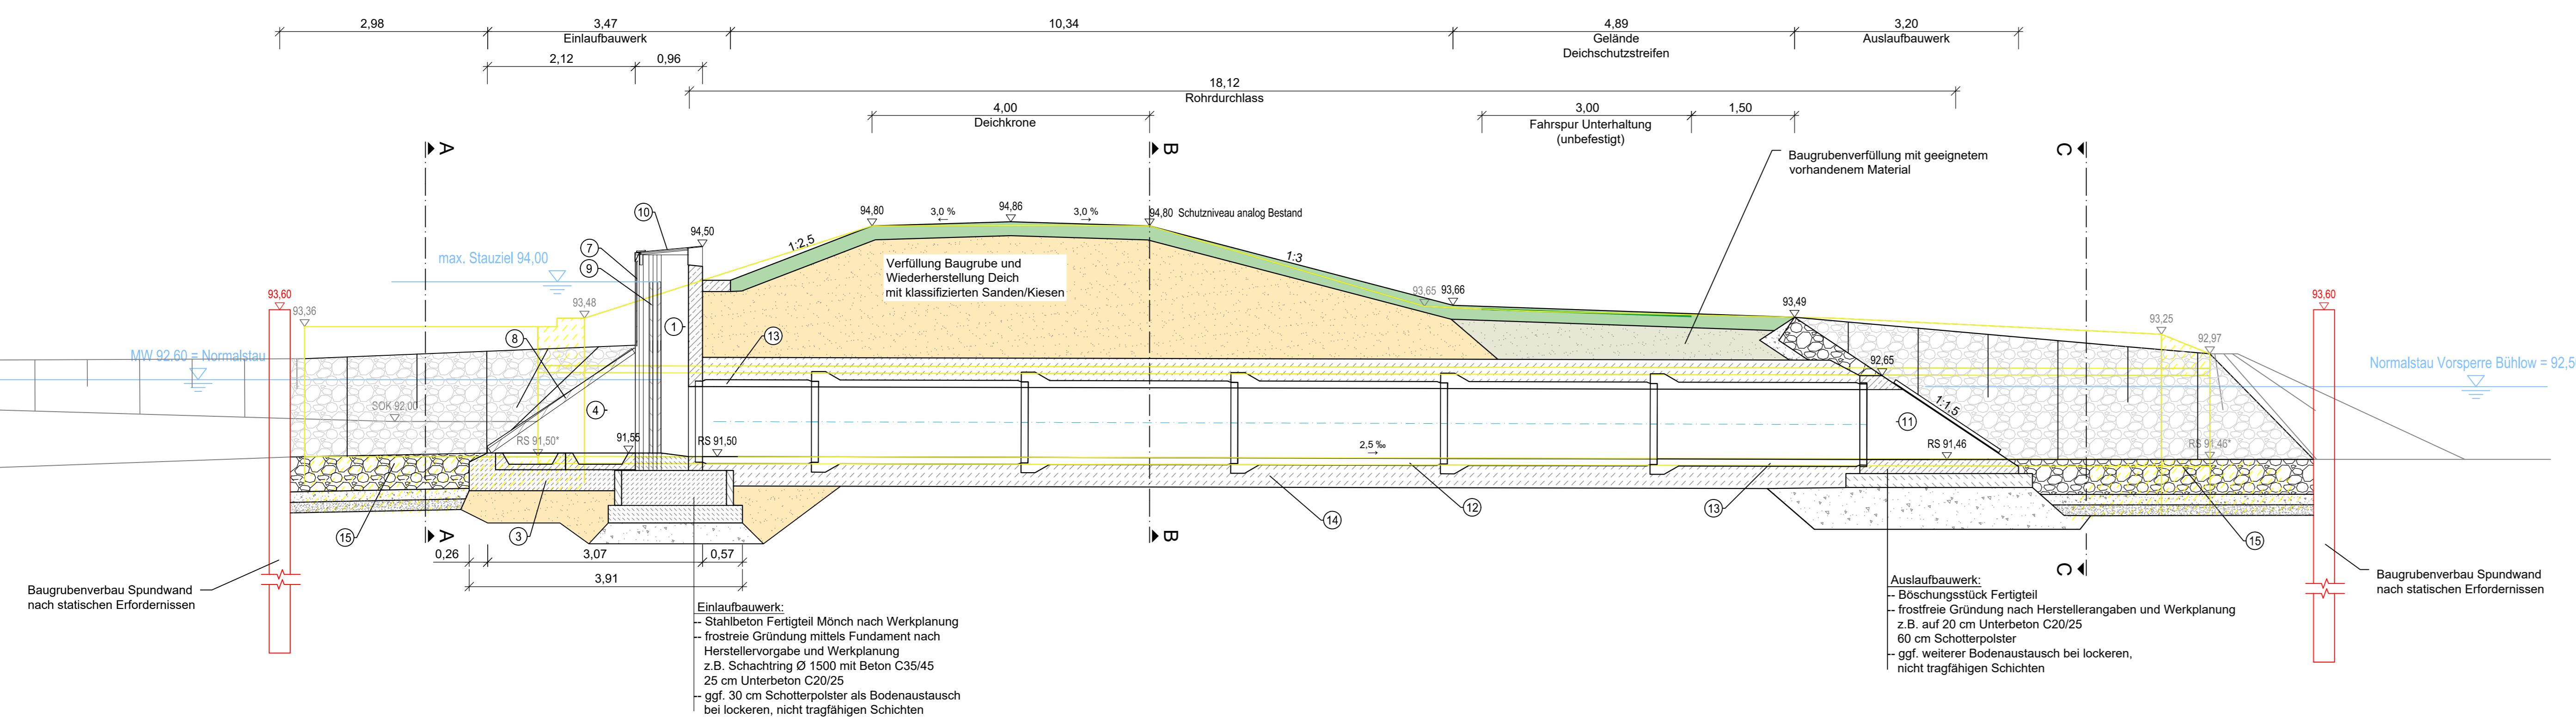 2,98
3,47
10,34
4,89
3,20
Einlaufbauwerk
Gelände
Deichschutzstreifen
Auslaufbauwerk
2,12
0,96
18,12
Rohrdurchlass
4,00
Deichkrone
3,00
1,50
Fahrspur Unterhaltung
(unbefestigt)
A
B
C
Baugrubenverfüllung mit geeignetem
vorhandenem Material
10
7
9
94,50
94,80
3,0 %
←
94,86
3,0 %
→
94,80 Schutzniveau analog Bestand
1:2,5
1:3
max. Stauziel 94,00
Verfüllung Baugrube und
Wiederherstellung Deich
mit klassifizierten Sanden/Kiesen
93,60
93,36
93,48
93,65
93,66
93,49
93,25
92,97
93,60
1
8
13
MW 92.60 = Normalstau
92,65
Normalstau Vorsperre Bühlow = 92,5
SOK 92,00
4
1:1,5
11
RS 91,50*
91,55
RS 91,50
2,5 ‰
→
RS 91,46
RS 91,46*
15
3
14
12
13
15
A
B
C
0,26
3,07
0,57
3,91
Baugrubenverbau Spundwand
nach statischen Erfordernissen
Einlaufbauwerk:
- Stahlbeton Fertigteil Mönch nach Werkplanung
- frostreie Gründung mittels Fundament nach
Herstellervorgabe und Werkplanung
z.B. Schachtring Ø 1500 mit Beton C35/45
25 cm Unterbeton C20/25
- ggf. 30 cm Schotterpolster als Bodenaustausch
bei lockeren, nicht tragfähigen Schichten
Auslaufbauwerk:
- Böschungsstück Fertigteil
- frostfreie Gründung nach Herstellerangaben und Werkplanung
z.B. auf 20 cm Unterbeton C20/25
60 cm Schotterpolster
- ggf. weiterer Bodenaustausch bei lockeren,
nicht tragfähigen Schichten
Baugrubenverbau Spundwand
nach statischen Erfordernissen